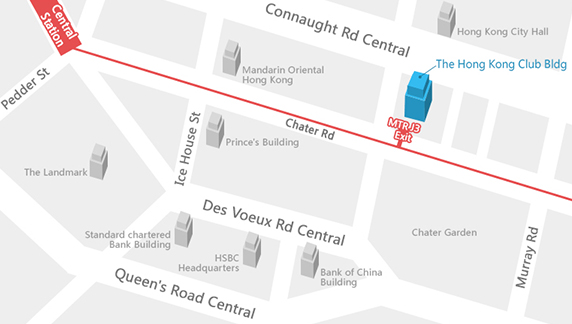 Central
Station
Connaught Rd Central
Hong Kong City Hall
The Hong Kong Club Bldg
Mandarin Oriental
Hong Kong
Pedder St
MTR J3
Exit
Chater Rd
Ice House St
Prince's Building
The Landmark
Des Voeux Rd Central
Standard chartered
Bank Building
HSBC
Headquarters
Bank of China
Building
Chater Garden
Murray Rd
Queen's Road Central